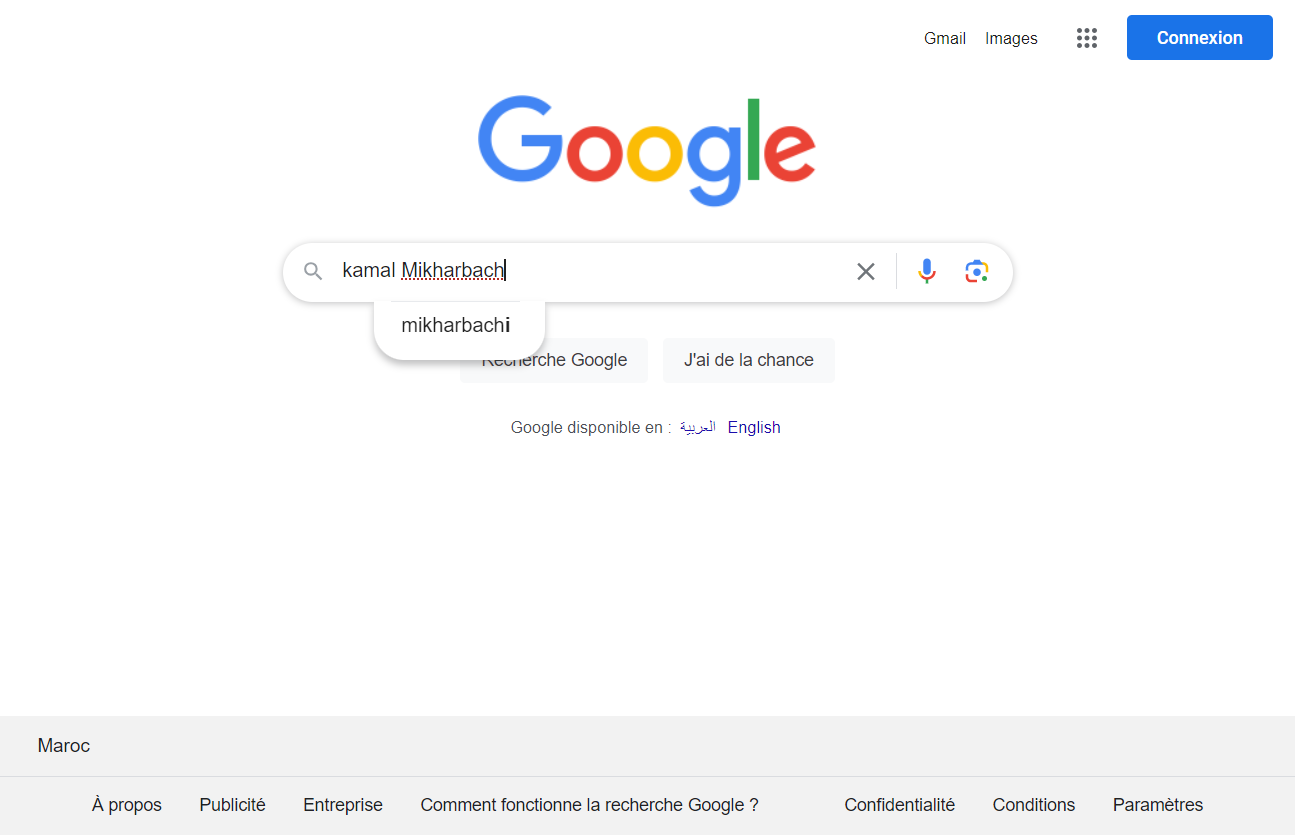 Gmail Images Connexion
Google
kamal Mikharbach
mikharbachi
Recherche Google J'ai de la chance
Google disponible en : العربية English
Maroc
À propos Publicité Entreprise Comment fonctionne la recherche Google ? Confidentialité Conditions Paramètres